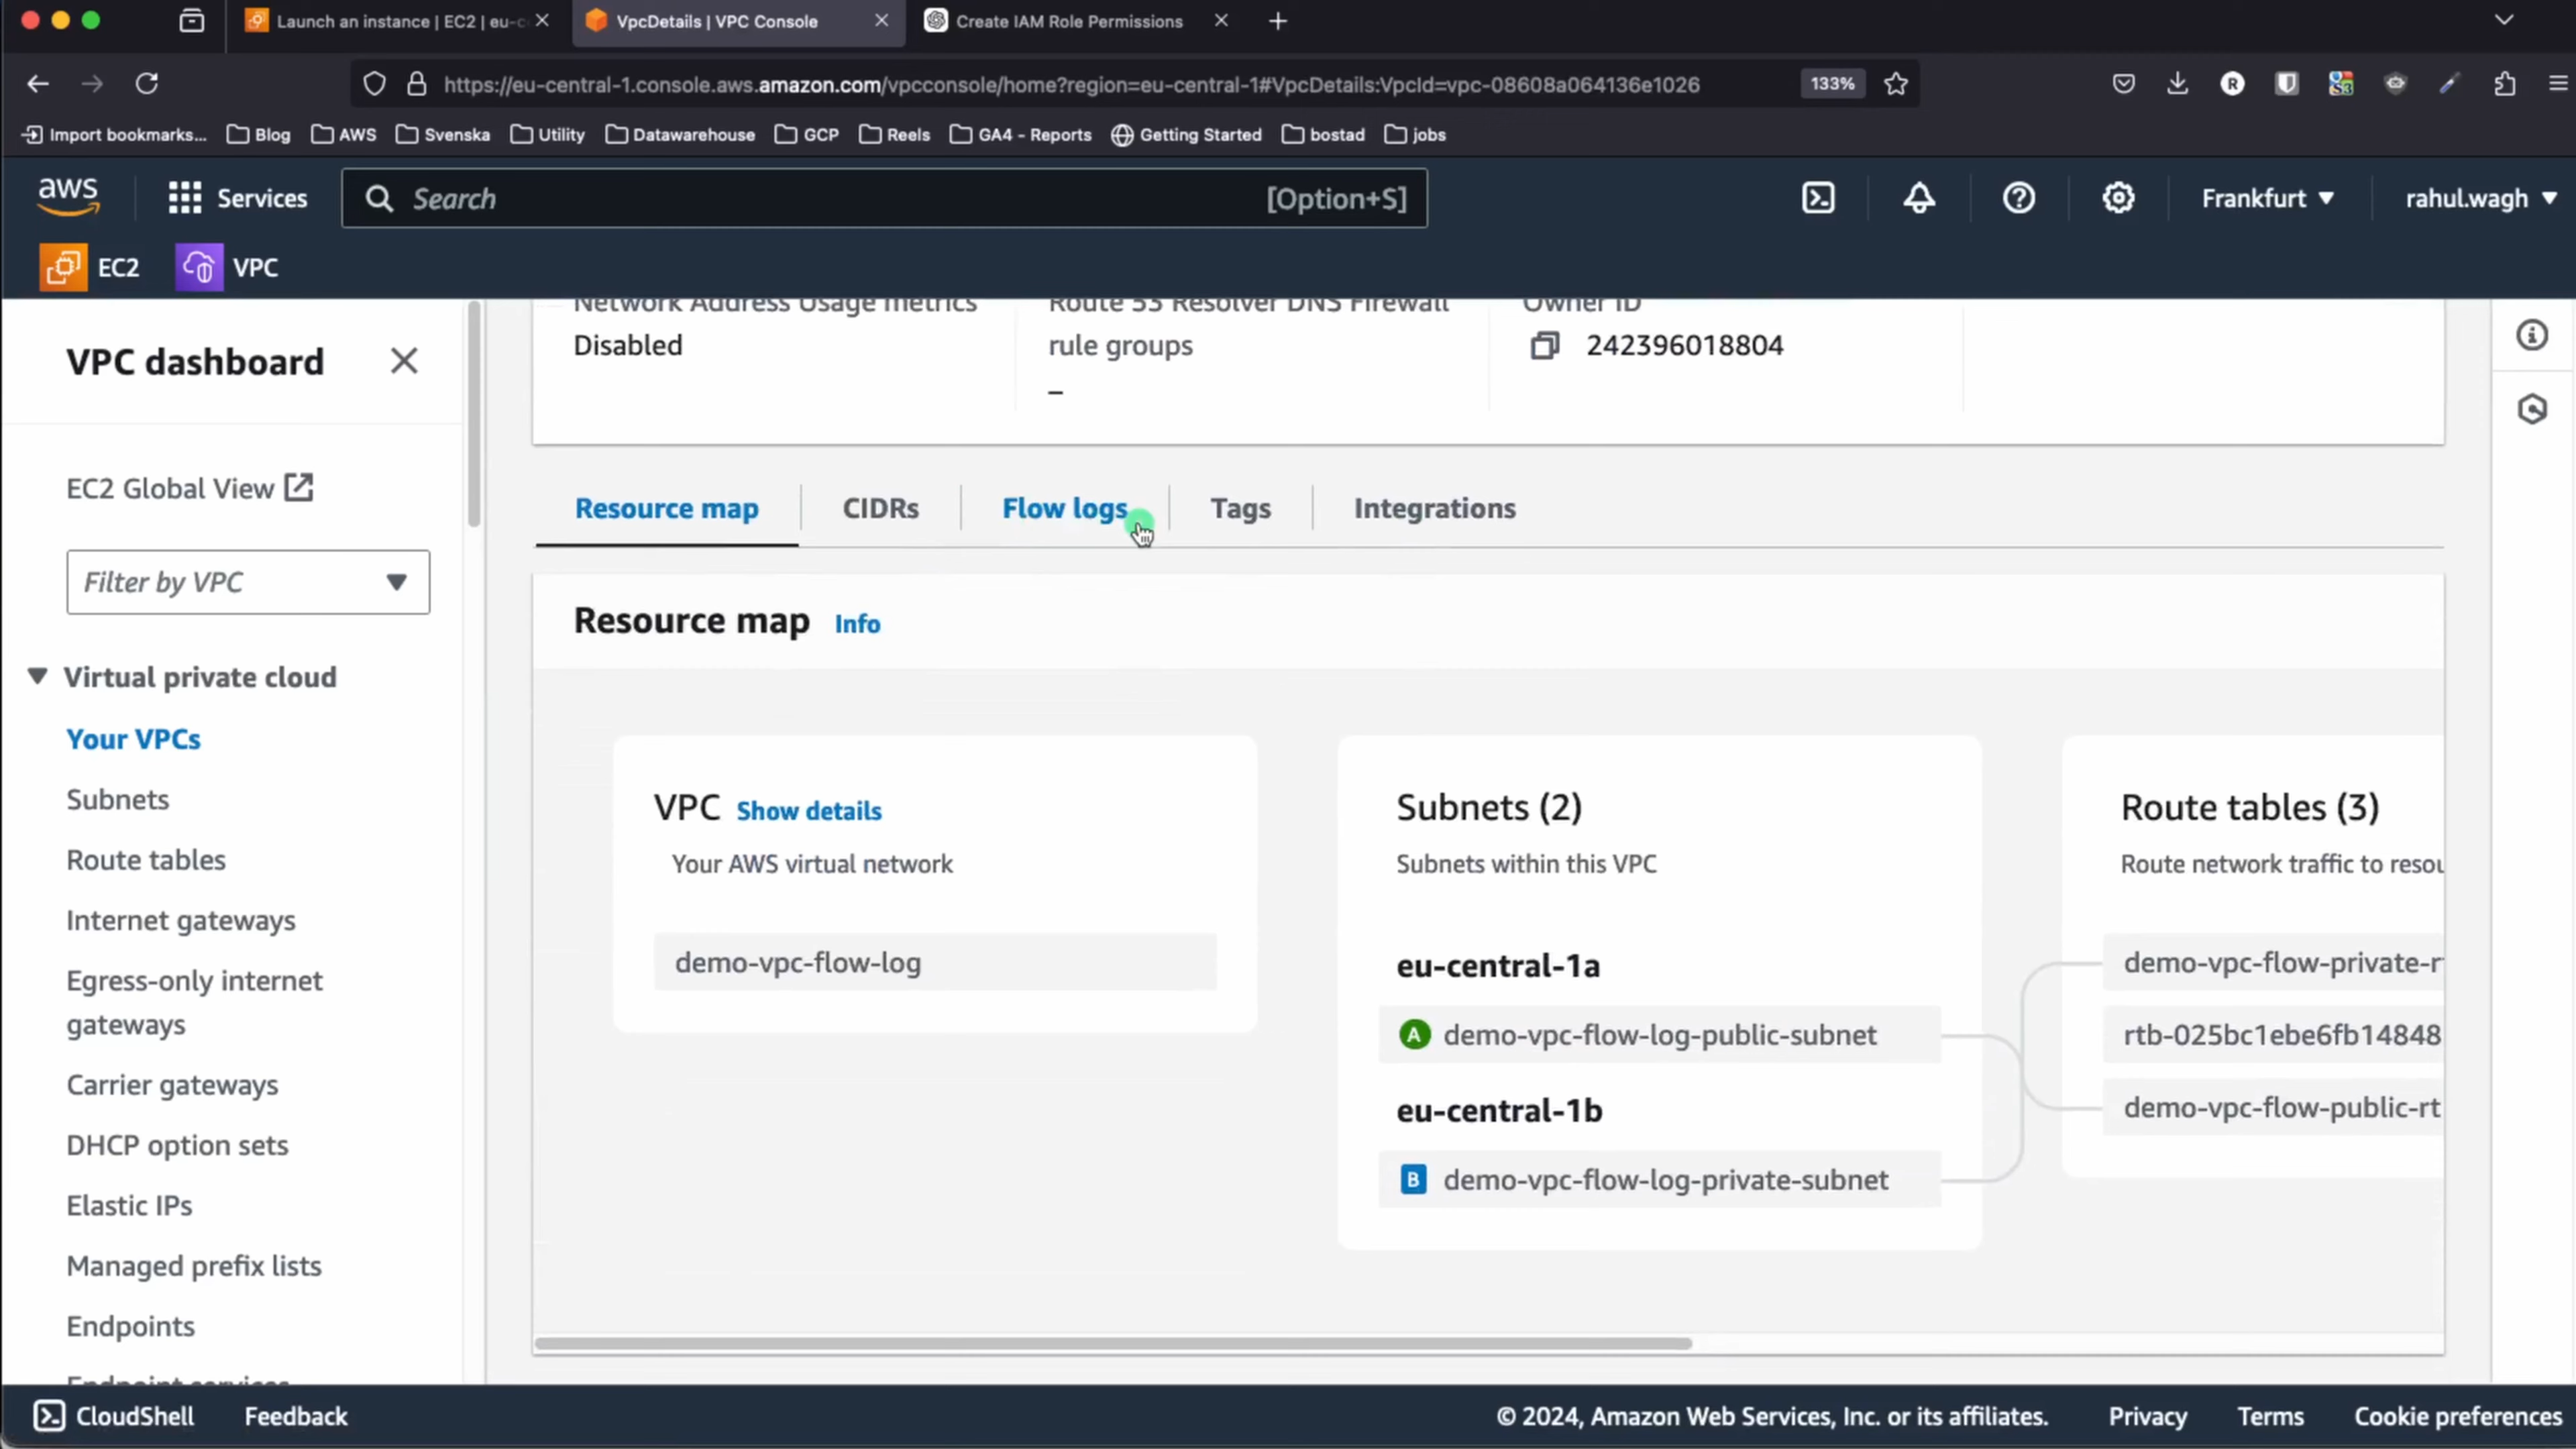 Launch an instance | EC2 | eu-c
VpcDetails | VPC Console
Create IAM Role Permissions
https://eu-central-1.console.aws.amazon.com/vpcconsole/home?region=eu-central-1#VpcDetails:VpcId=vpc-08608a064136e1026
133%
Import bookmarks...
Blog
AWS
Svenska
Utility
Datawarehouse
GCP
Reels
GA4 - Reports
Getting Started
bostad
jobs
aws
Services
Search
[Option+S]
Frankfurt
rahul.wagh
EC2
VPC
VPC dashboard
EC2 Global View
Filter by VPC
Virtual private cloud
Your VPCs
Subnets
Route tables
Internet gateways
Egress-only internet
gateways
Carrier gateways
DHCP option sets
Elastic IPs
Managed prefix lists
Endpoints
Endpoint services
Network Address Usage metrics
Disabled
Route 53 Resolver DNS Firewall
rule groups
–
Owner ID
242396018804
Resource map
CIDRs
Flow logs
Tags
Integrations
Resource map Info
VPC Show details
Your AWS virtual network
demo-vpc-flow-log
Subnets (2)
Subnets within this VPC
eu-central-1a
A demo-vpc-flow-log-public-subnet
eu-central-1b
B demo-vpc-flow-log-private-subnet
Route tables (3)
Route network traffic to resou
demo-vpc-flow-private-r
rtb-025bc1ebe6fb14848
demo-vpc-flow-public-rt
CloudShell
Feedback
© 2024, Amazon Web Services, Inc. or its affiliates.
Privacy
Terms
Cookie preferences